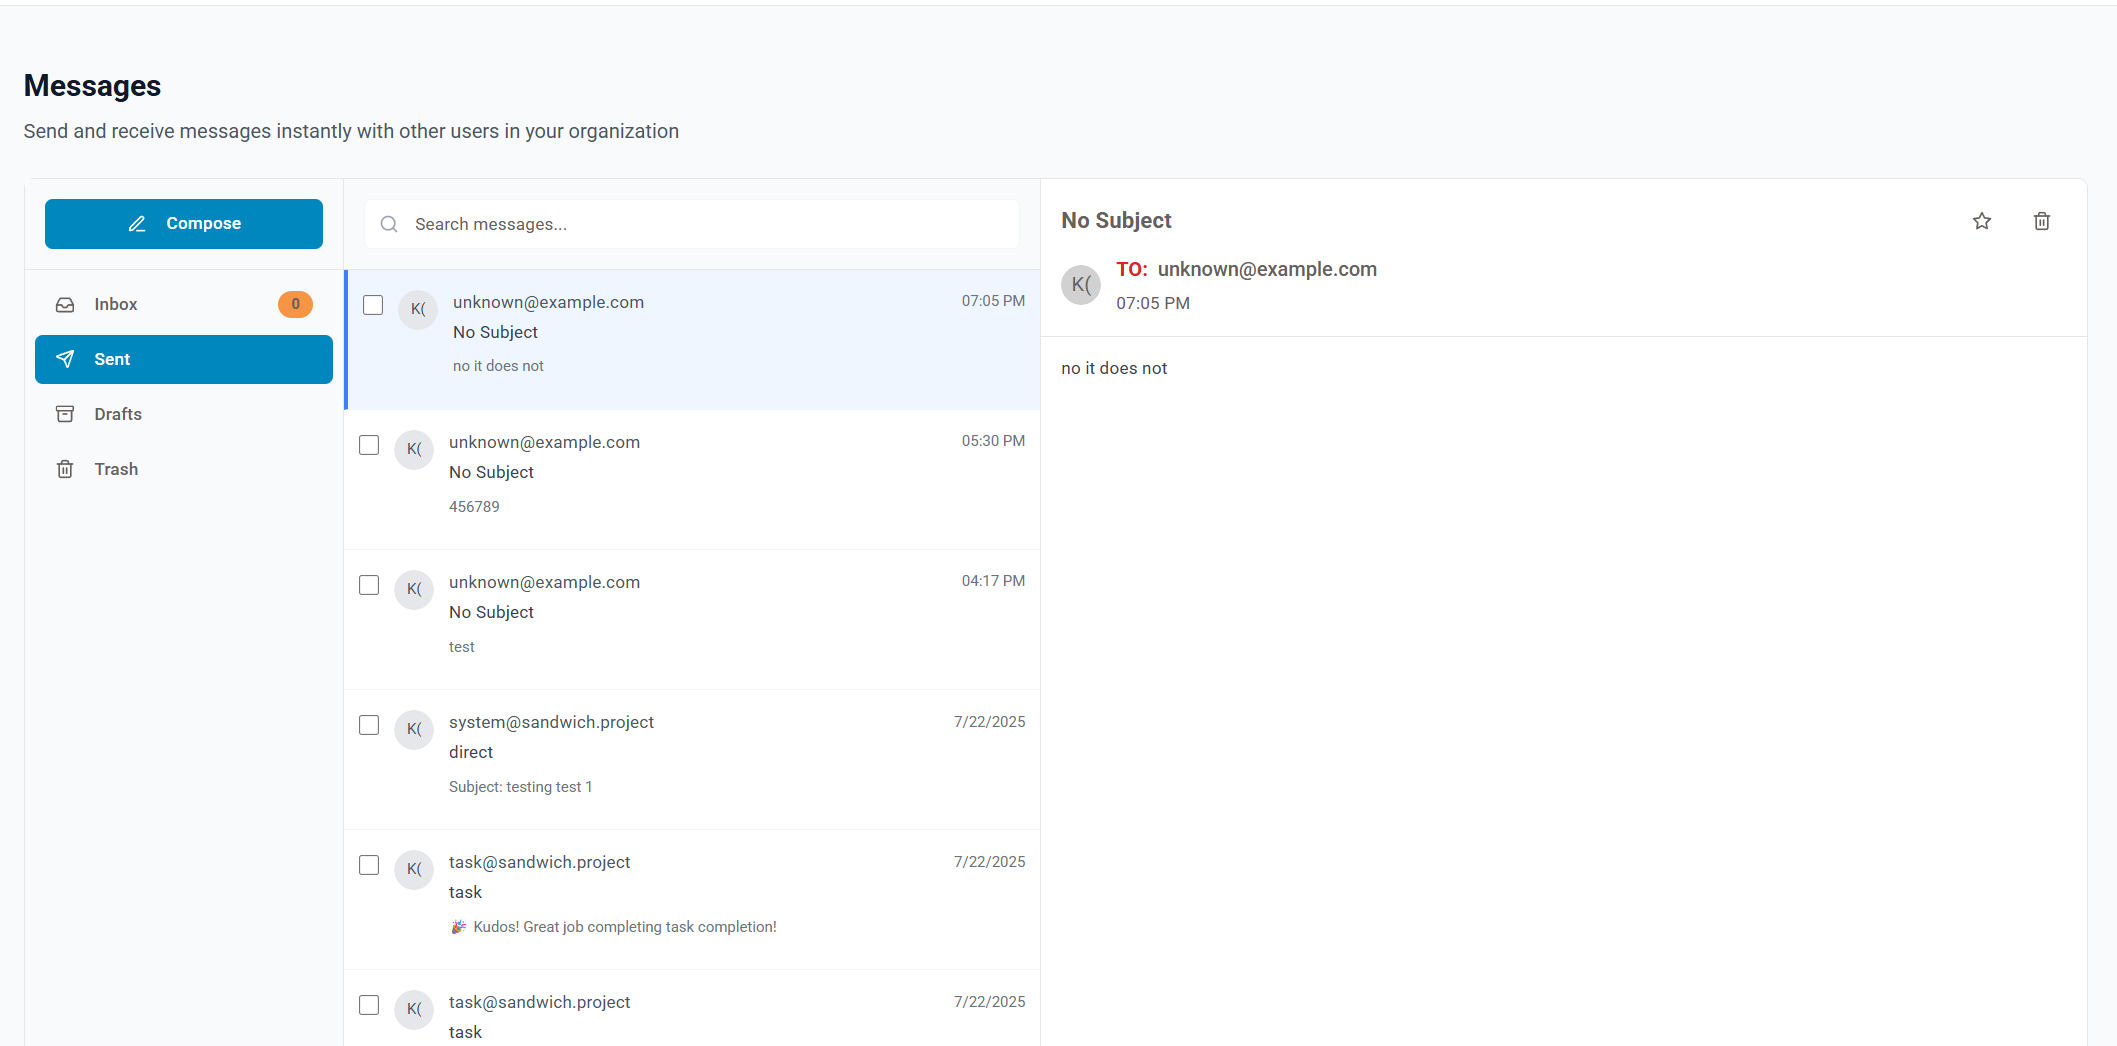 Messages
Send and receive messages instantly with other users in your organization
Compose
Inbox 0
Sent
Drafts
Trash
Search messages...
K( unknown@example.com 07:05 PM
No Subject
no it does not
K( unknown@example.com 05:30 PM
No Subject
456789
K( unknown@example.com 04:17 PM
No Subject
test
K( system@sandwich.project 7/22/2025
direct
Subject: testing test 1
K( task@sandwich.project 7/22/2025
task
🎉 Kudos! Great job completing task completion!
K( task@sandwich.project 7/22/2025
task
No Subject
K( TO: unknown@example.com
07:05 PM
no it does not